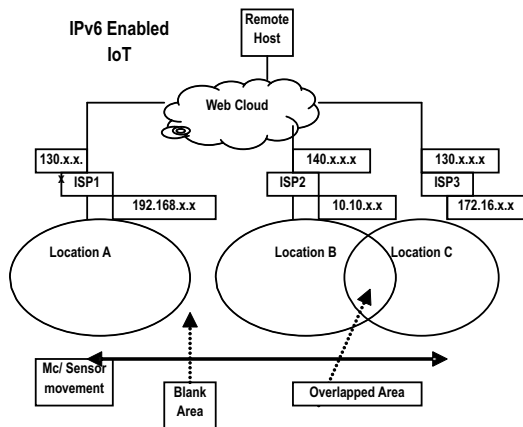 IPv6 Enabled
IoT
Remote
Host
Web Cloud
130.x.x.
x
ISP1
192.168.x.x
140.x.x.x
ISP2
10.10.x.x
130.x.x.x
ISP3
172.16.x.x
Location A
Location B
Location C
Mc/ Sensor
movement
Blank
Area
Overlapped Area